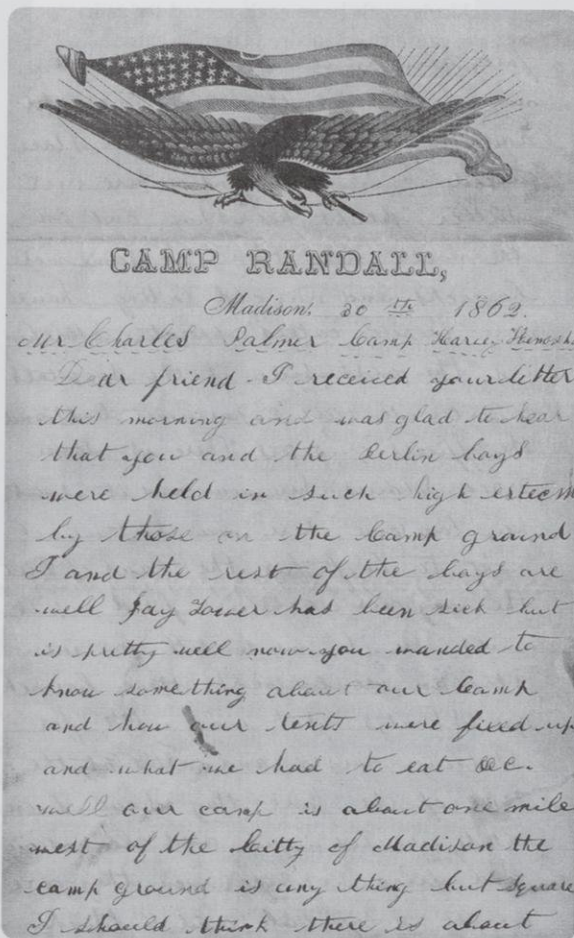 CAMP RANDALL,
Madison. 30 th 1862.
Mr Charles Palmer Camp
Dear friend I received your letter
this morning and was glad to hear
that you and the Berlin boys
were held in such high esteem
by those on the Camp ground
I and the rest of the boys are
well Jay Tower has been sick but
is pretty well now you wanded to
know something about our Camp
and how our tents were fixed up
and what we had to eat &c.
well our camp is about one mile
west of the Citty of Madison the
camp ground is any thing but square
I should think there is about